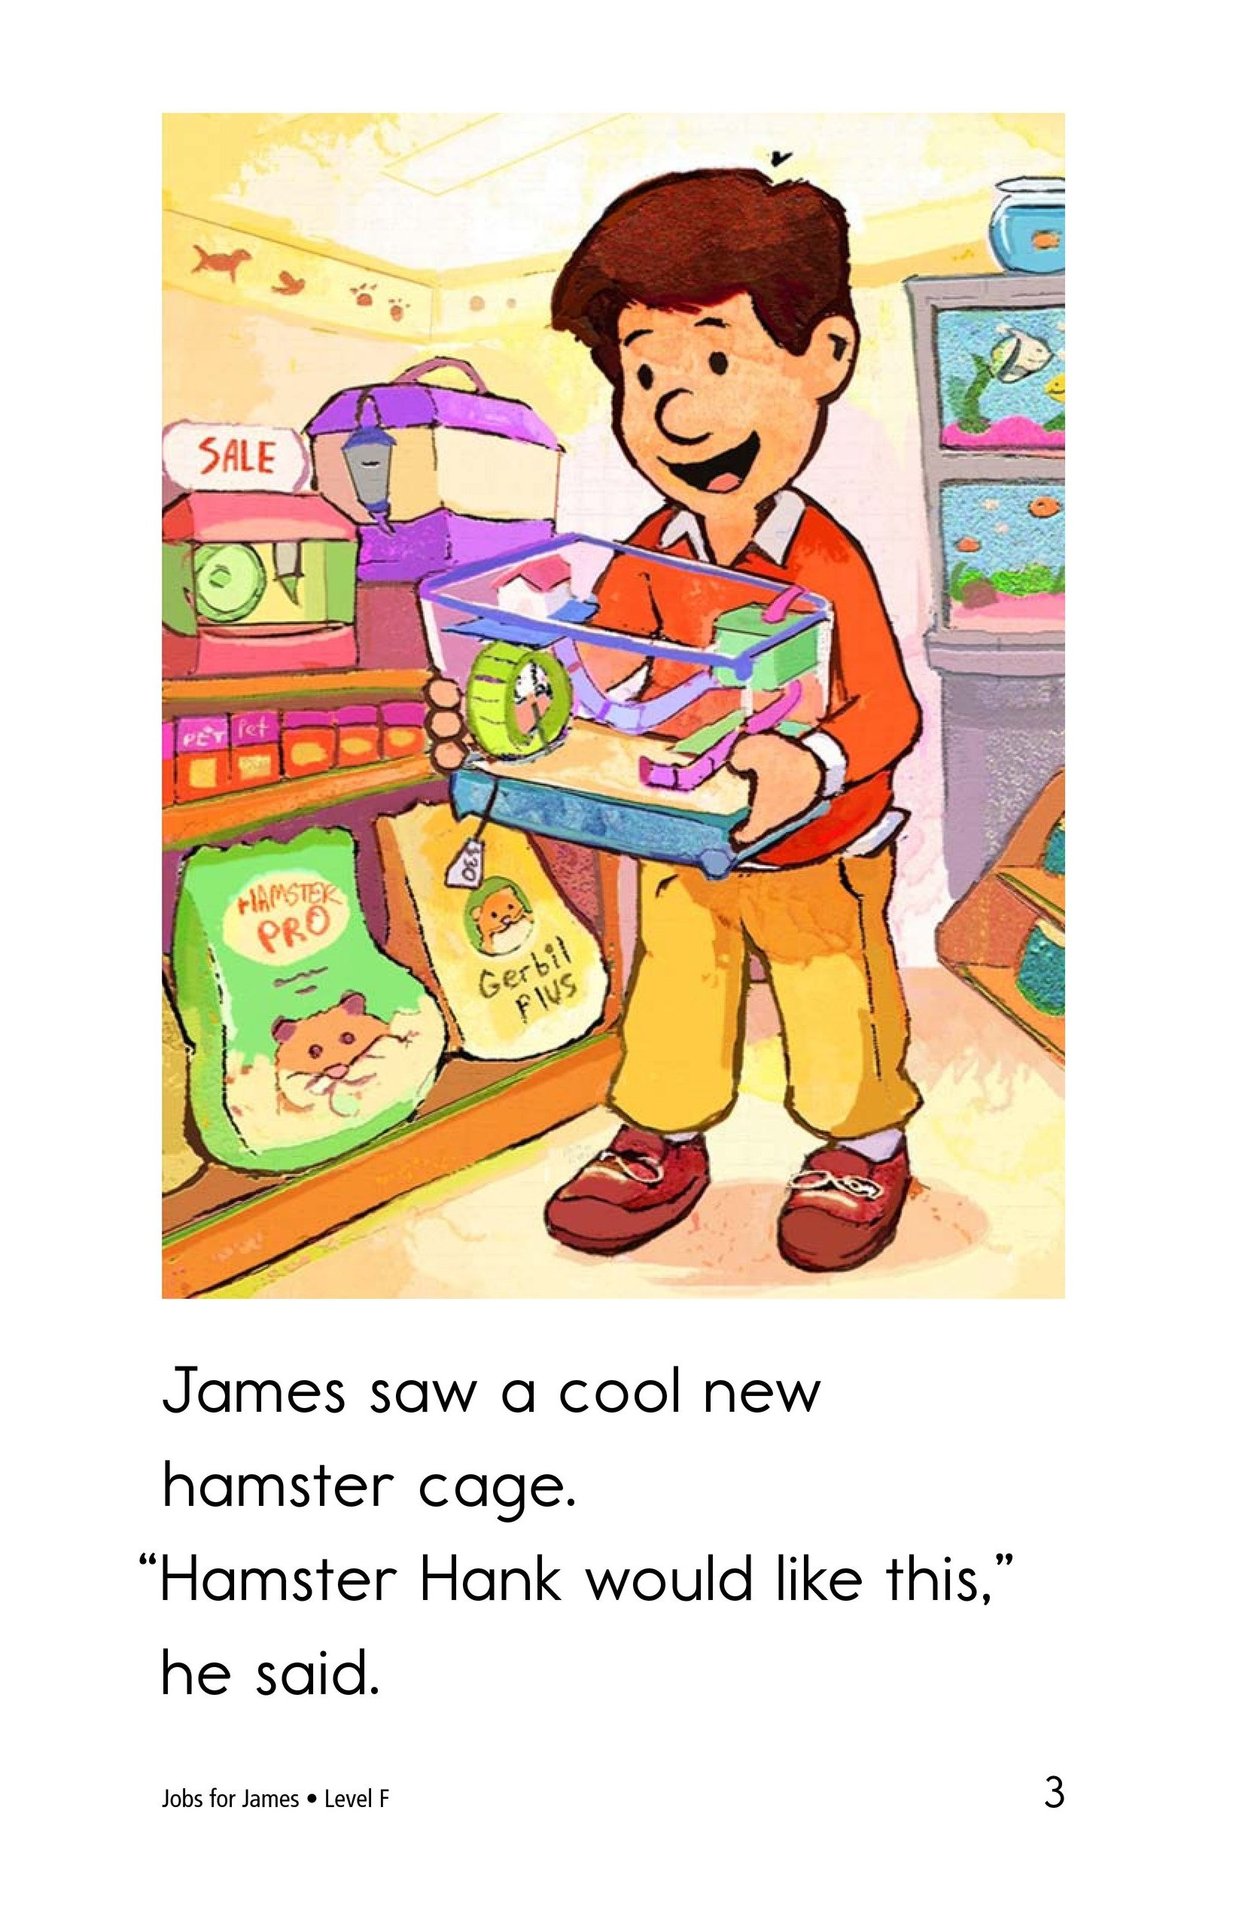 SALE
PET Pet
HAMSTER
PRO
Gerbil
Plus
James saw a cool new
hamster cage.
“Hamster Hank would like this,”
he said.
Jobs for James • Level F
3